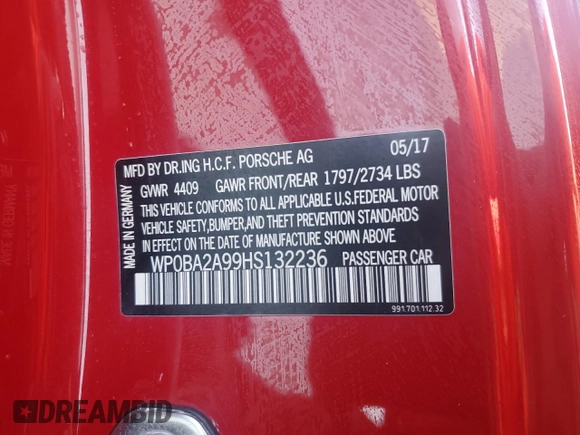 MFD BY DR.ING H.C.F. PORSCHE AG 05/17
GVWR 4409 GAWR FRONT/REAR 1797/2734 LBS
THIS VEHICLE CONFORMS TO ALL APPLICABLE U.S.FEDERAL MOTOR
VEHICLE SAFETY,BUMPER,AND THEFT PREVENTION STANDARDS
IN EFFECT ON THE DATE OF MANUFACTURE SHOWN ABOVE
WP0BA2A99HS132236 PASSENGER CAR
991.701.112.32
MADE IN GERMANY
DREAMBID